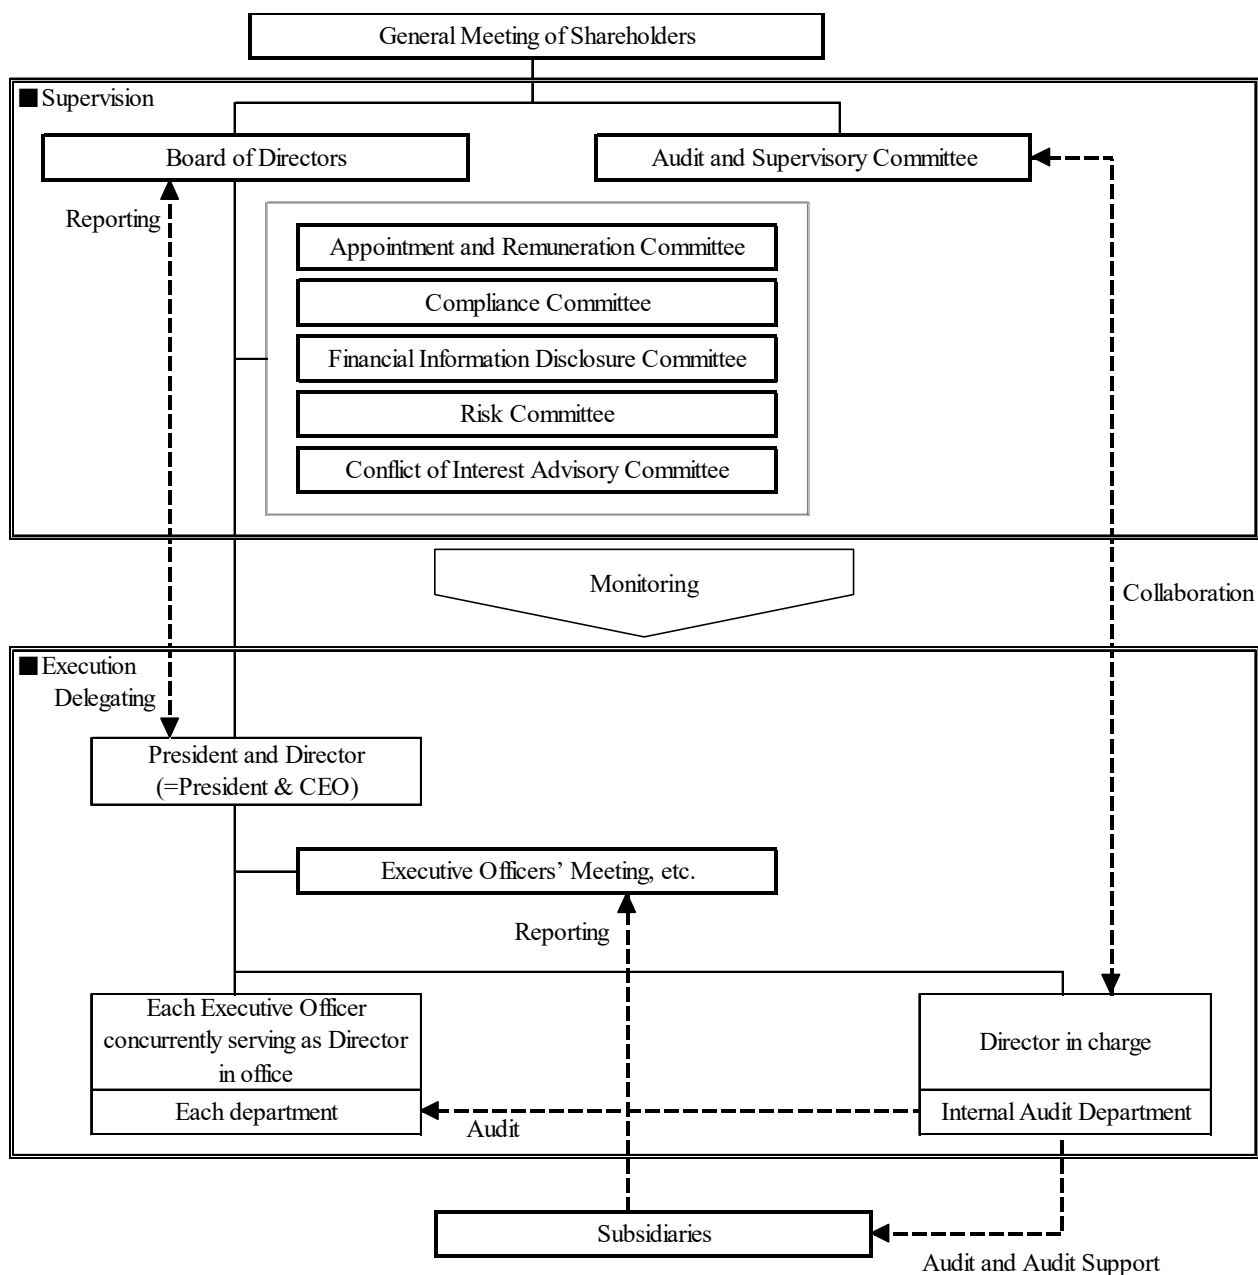 General Meeting of Shareholders
■ Supervision
Board of Directors
Audit and Supervisory Committee
Reporting
Appointment and Remuneration Committee
Compliance Committee
Financial Information Disclosure Committee
Risk Committee
Conflict of Interest Advisory Committee
Monitoring
Collaboration
■ Execution
Delegating
President and Director
(=President & CEO)
Executive Officers’ Meeting, etc.
Reporting
Each Executive Officer
concurrently serving as Director
in office
Director in charge
Each department
Internal Audit Department
Audit
Subsidiaries
Audit and Audit Support